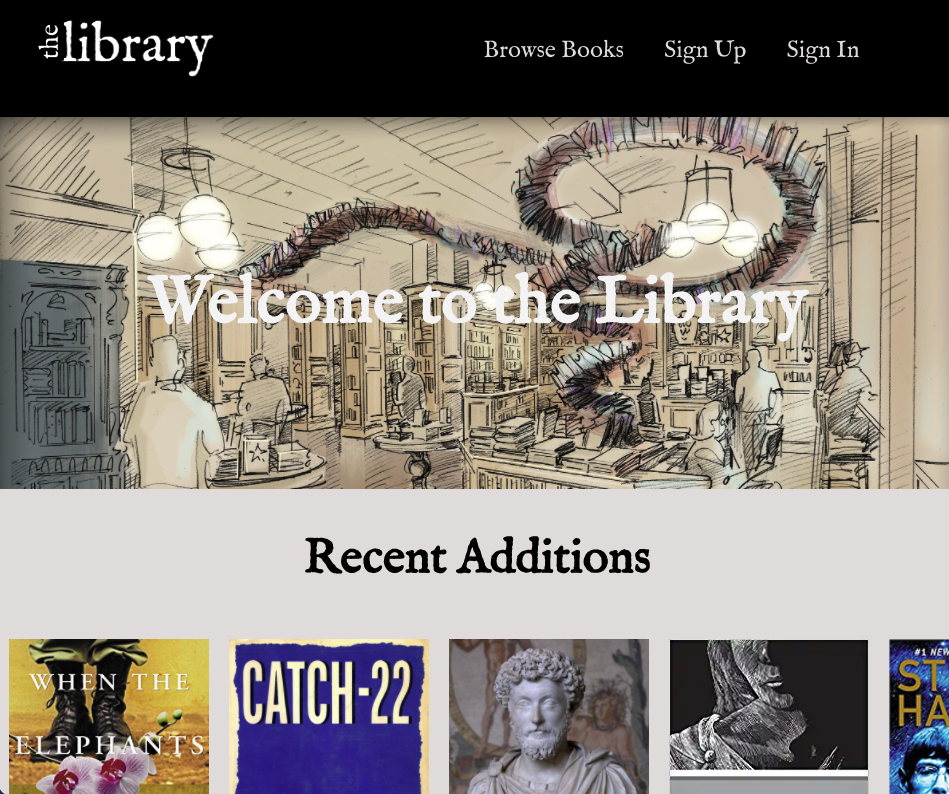 the library
Browse Books Sign Up Sign In
Welcome to the Library
Recent Additions
WHEN THE
ELEPHANTS
CATCH-22
#1 NEW
ST
HA